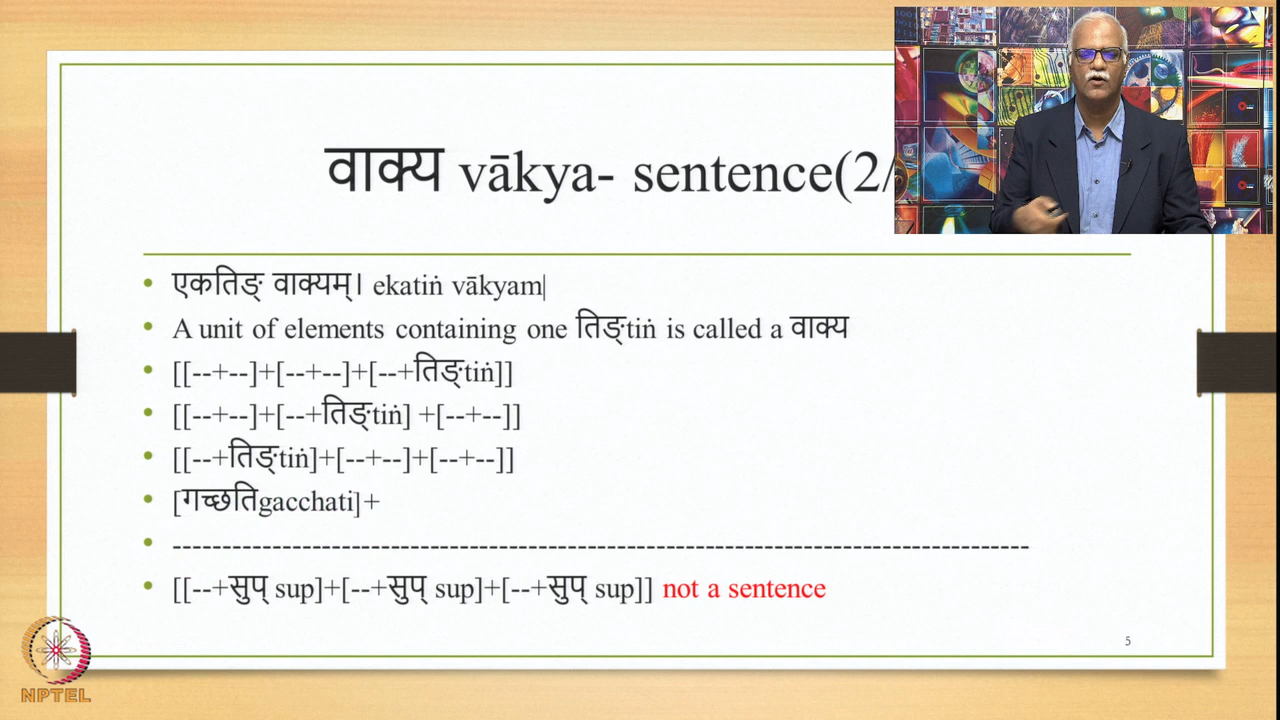 वाक्य vākya- sentence(2/
• एकतिङ् वाक्यम्। ekatiṅ vākyam|
• A unit of elements containing one तिङ्tiṅ is called a वाक्य
• [[--+--]+[--+--]+[--+तिङ्tiṅ]]
• [[--+--]+[--+तिङ्tiṅ] +[--+--]]
• [[--+तिङ्tiṅ]+[--+--]+[--+--]]
• [गच्छतिgacchati]+
• --------------------------------------------------------------------------------------
• [[--+सुप् sup]+[--+सुप् sup]+[--+सुप् sup]] not a sentence
5
NPTEL